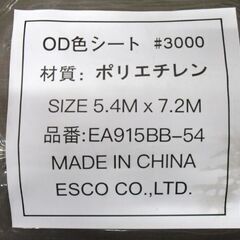 OD色シート #3000
材質: ポリエチレン
SIZE 5.4M x 7.2M
品番:EA915BB-54
MADE IN CHINA
ESCO CO.,LTD.